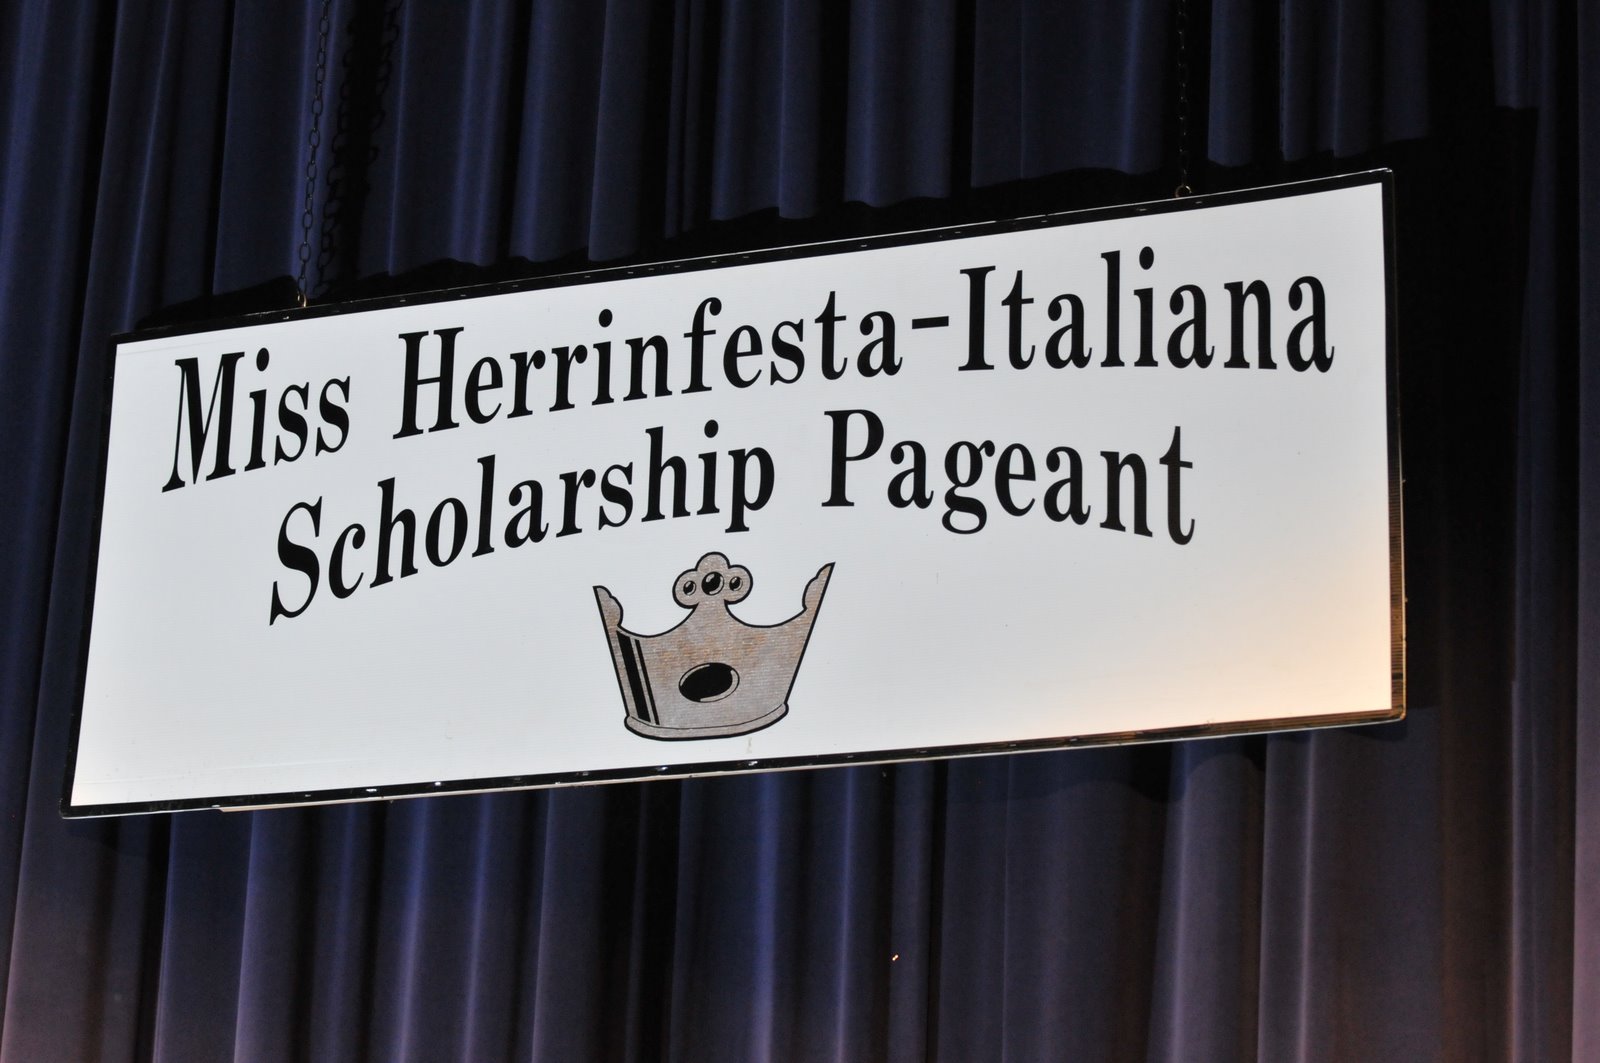 Miss Herrinfesta-Italiana
Scholarship Pageant